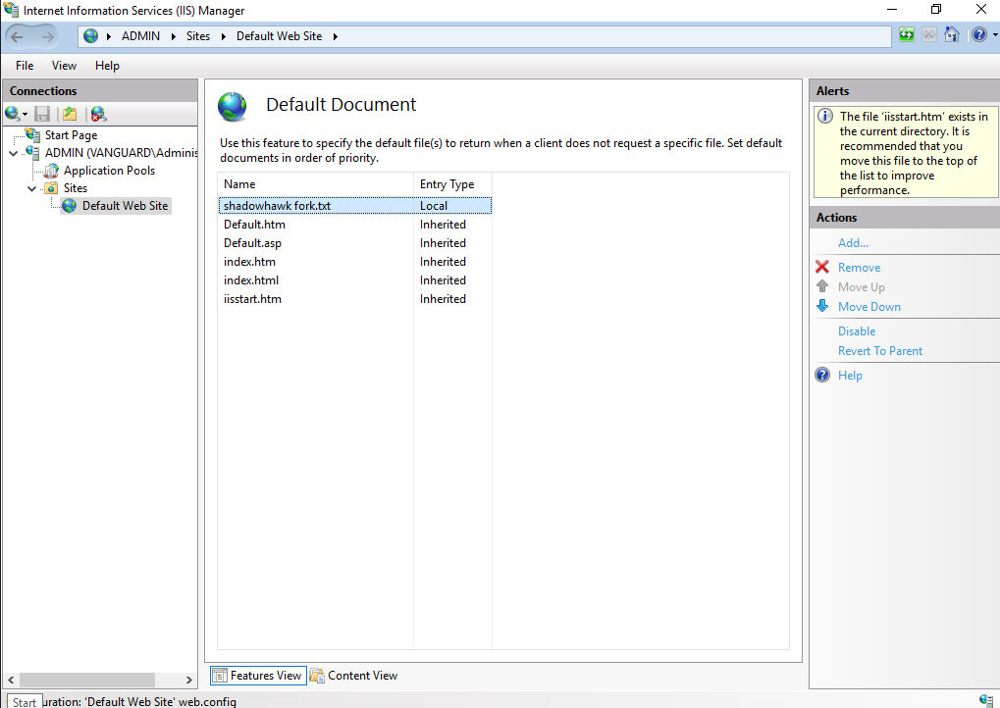 Internet Information Services (IIS) Manager
ADMIN
Sites
Default Web Site
File
View
Help
Connections
Start Page
ADMIN (VANGUARD\Adminis
Application Pools
Sites
Default Web Site
Default Document
Use this feature to specify the default file(s) to return when a client does not request a specific file. Set default
documents in order of priority.
Name
Entry Type
shadowhawk fork.txt
Local
Default.htm
Inherited
Default.asp
Inherited
index.htm
Inherited
index.html
Inherited
iisstart.htm
Inherited
Features View
Content View
Alerts
The file 'isstart.htm' exists in
the current directory. It is
recommended that you
move this file to the top of
the list to improve
performance.
Actions
Add...
Remove
Move Up
Move Down
Disable
Revert To Parent
Help
Start
uration: 'Default Web Site' web.config